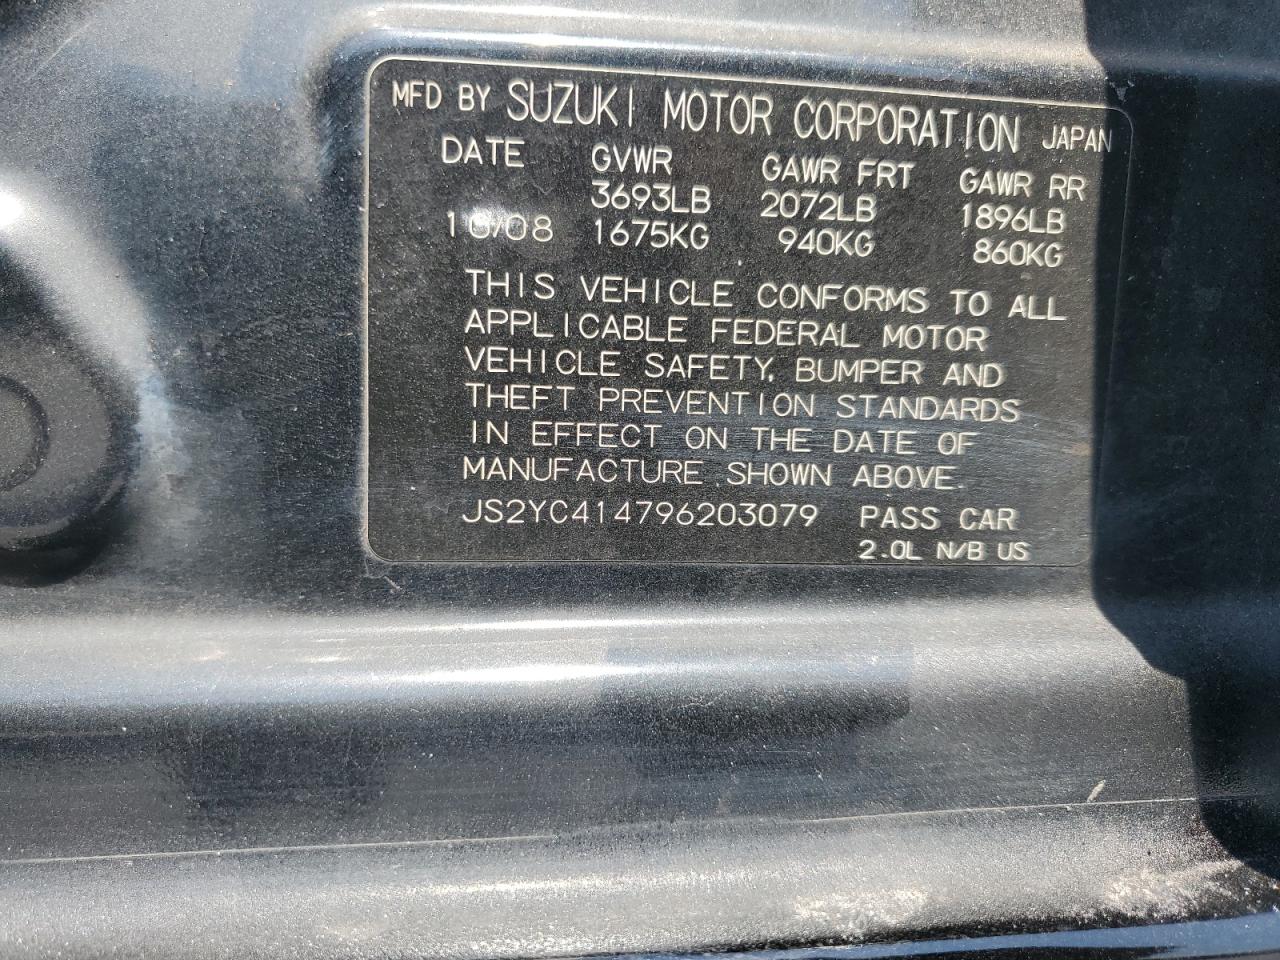 MFD BY SUZUKI MOTOR CORPORATION JAPAN
DATE GVWR GAWR FRT GAWR RR
3693LB 2072LB 1896LB
10/08 1675KG 940KG 860KG
THIS VEHICLE CONFORMS TO ALL
APPLICABLE FEDERAL MOTOR
VEHICLE SAFETY, BUMPER AND
THEFT PREVENTION STANDARDS
IN EFFECT ON THE DATE OF
MANUFACTURE SHOWN ABOVE.
JS2YC414796203079 PASS CAR
2.0L N/B US